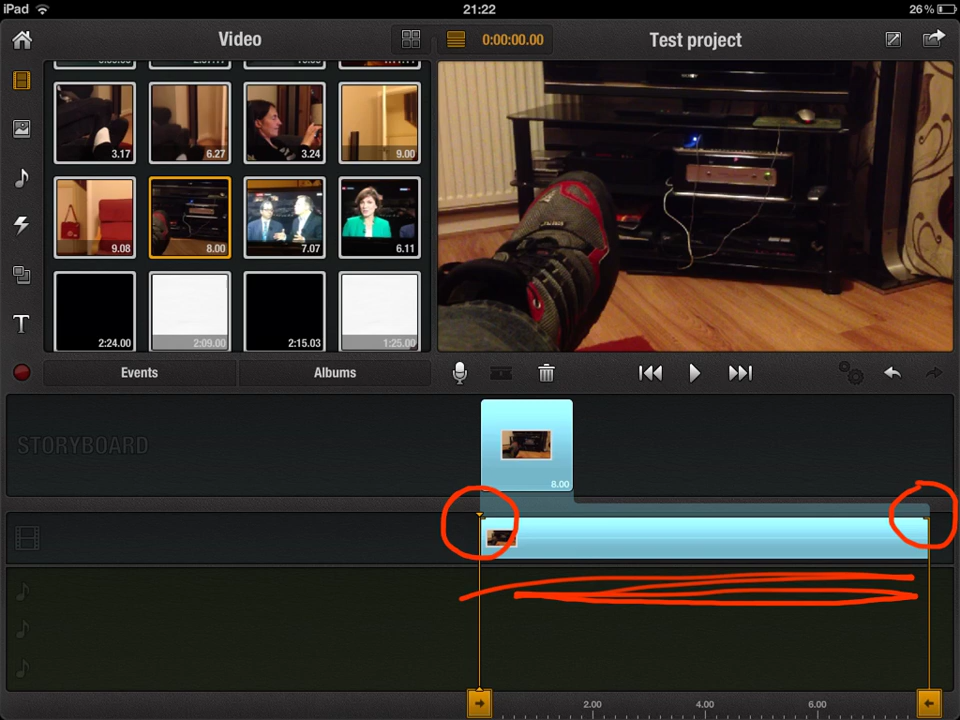 iPad 21:22 26%
Video 0:00:00.00 Test project
3.17 6.27 3.24 9.00
9.08 8.00 7.07 6.11
2:24.00 2:09.00 2:15.03 1:25.00
Events Albums
STORYBOARD
8.00
2.00 4.00 6.00